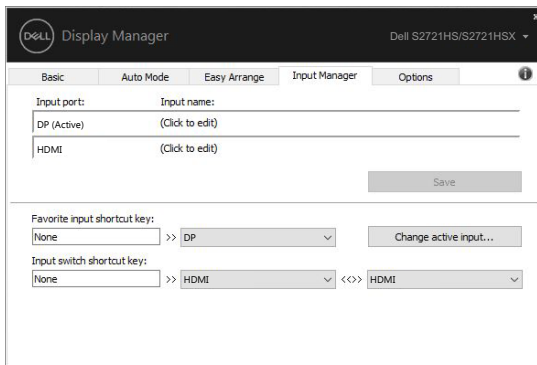 DELL Display Manager Dell S2721HS/S2721HSX
Basic Auto Mode Easy Arrange Input Manager Options
Input port: Input name:
DP (Active) (Click to edit)
HDMI (Click to edit)
Save
Favorite input shortcut key:
None >> DP Change active input...
Input switch shortcut key:
None >> HDMI <<>> HDMI